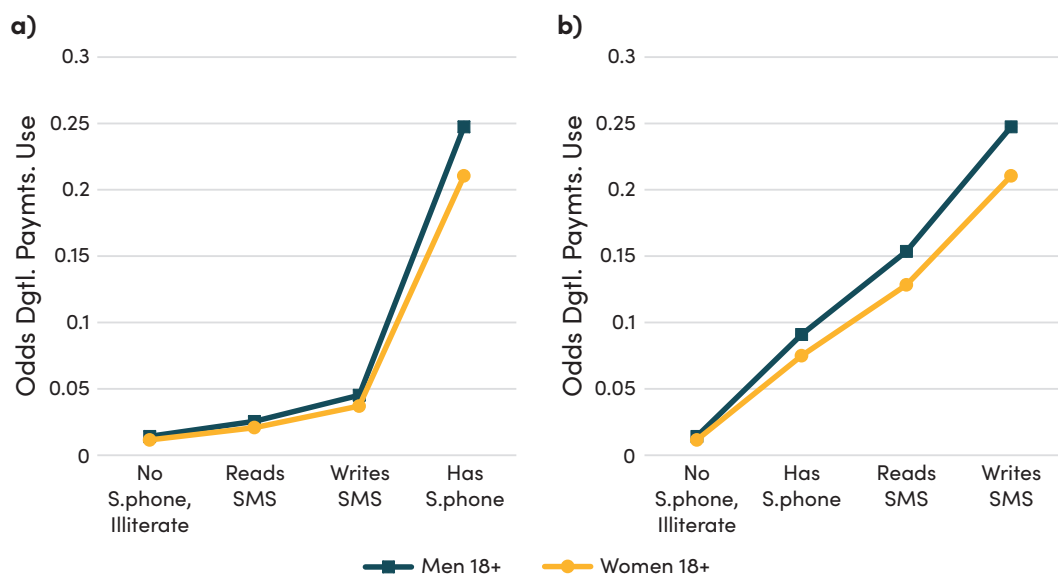 a)
Odds Dgtl. Paymts. Use
0.3
0.25
0.2
0.15
0.1
0.05
0
No
S.phone,
Illiterate
Reads
SMS
Writes
SMS
Has
S.phone
b)
Odds Dgtl. Paymts. Use
0.3
0.25
0.2
0.15
0.1
0.05
0
No
S.phone,
Illiterate
Has
S.phone
Reads
SMS
Writes
SMS
Men 18+
Women 18+